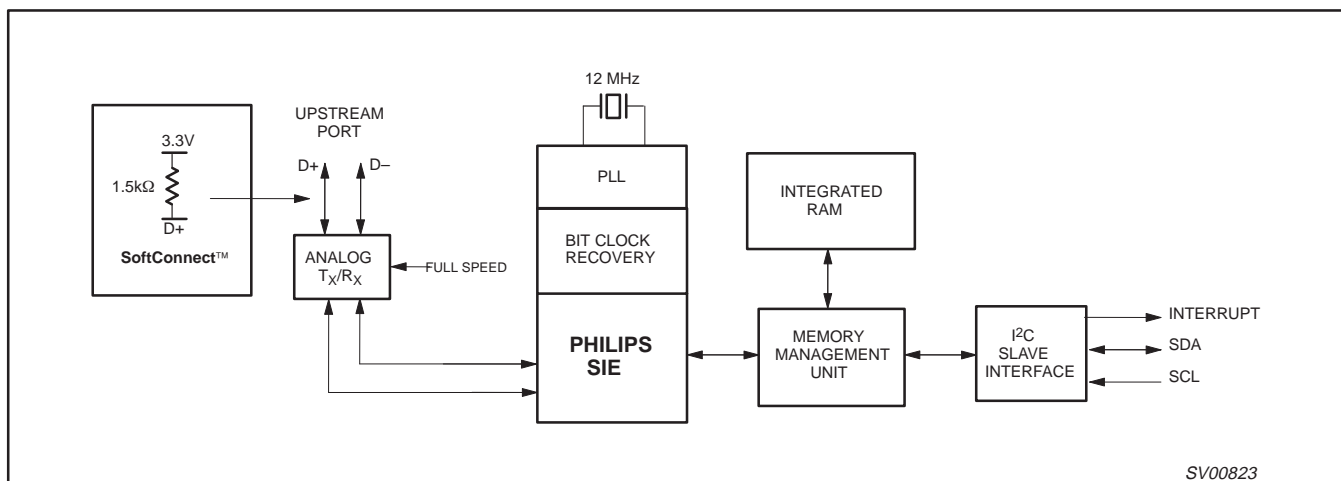 12 MHz
UPSTREAM
PORT
3.3V
D+
D–
1.5kΩ
D+
SoftConnect™
ANALOG
TX/RX
FULL SPEED
PLL
BIT CLOCK
RECOVERY
PHILIPS
SIE
INTEGRATED
RAM
MEMORY
MANAGEMENT
UNIT
I2C
SLAVE
INTERFACE
INTERRUPT
SDA
SCL
SV00823